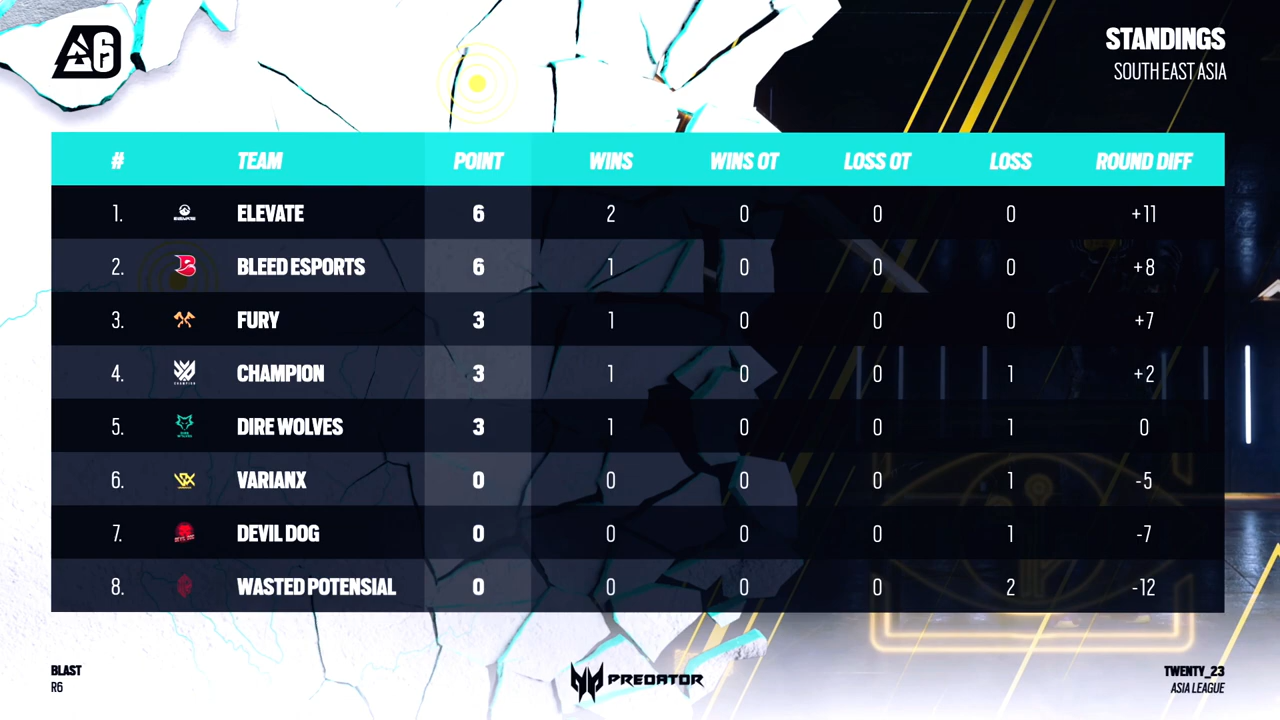 A6
STANDINGS
SOUTH EAST ASIA
# TEAM POINT WINS WINS OT LOSS OT LOSS ROUND DIFF
1. ELEVATE 6 2 0 0 0 +11
2. BLEED ESPORTS 6 1 0 0 0 +8
3. FURY 3 1 0 0 0 +7
4. CHAMPION 3 1 0 0 1 +2
5. DIRE WOLVES 3 1 0 0 1 0
6. VARIANX 0 0 0 0 1 -5
7. DEVIL DOG 0 0 0 0 1 -7
8. WASTED POTENSIAL 0 0 0 0 2 -12
BLAST
R6
PREDATOR
TWENTY_23
ASIA LEAGUE